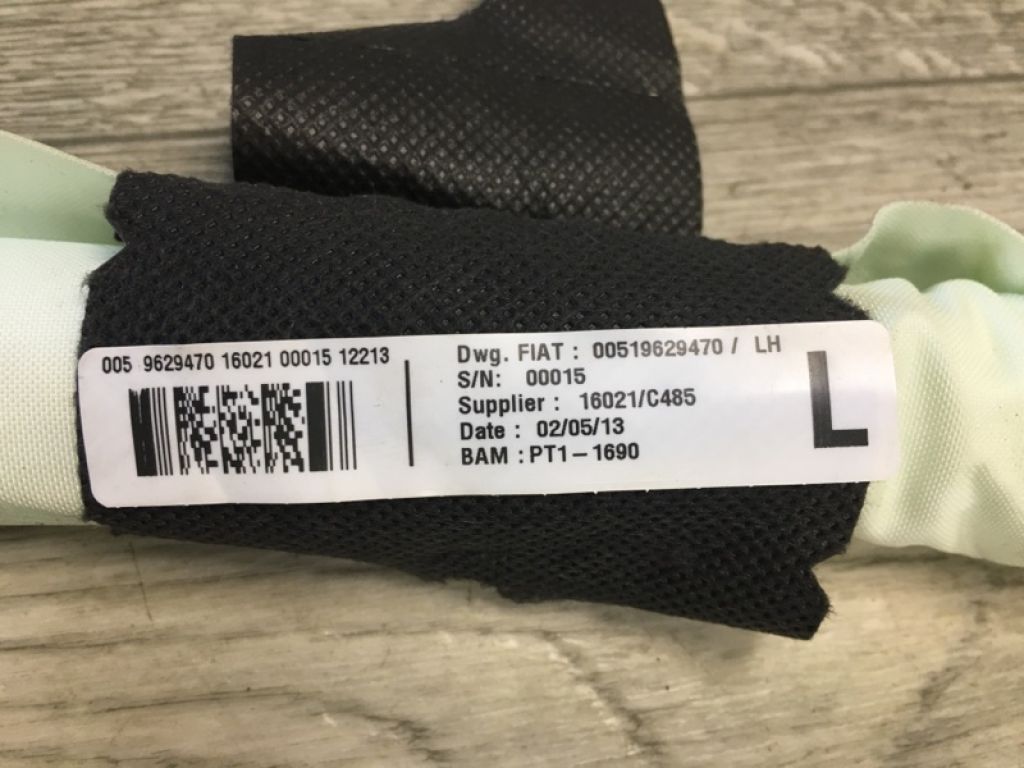 005 9629470 16021 00015 12213
Dwg. FIAT : 00519629470 / LH
S/N: 00015
Supplier : 16021/C485
Date : 02/05/13
BAM : PT1-1690
L